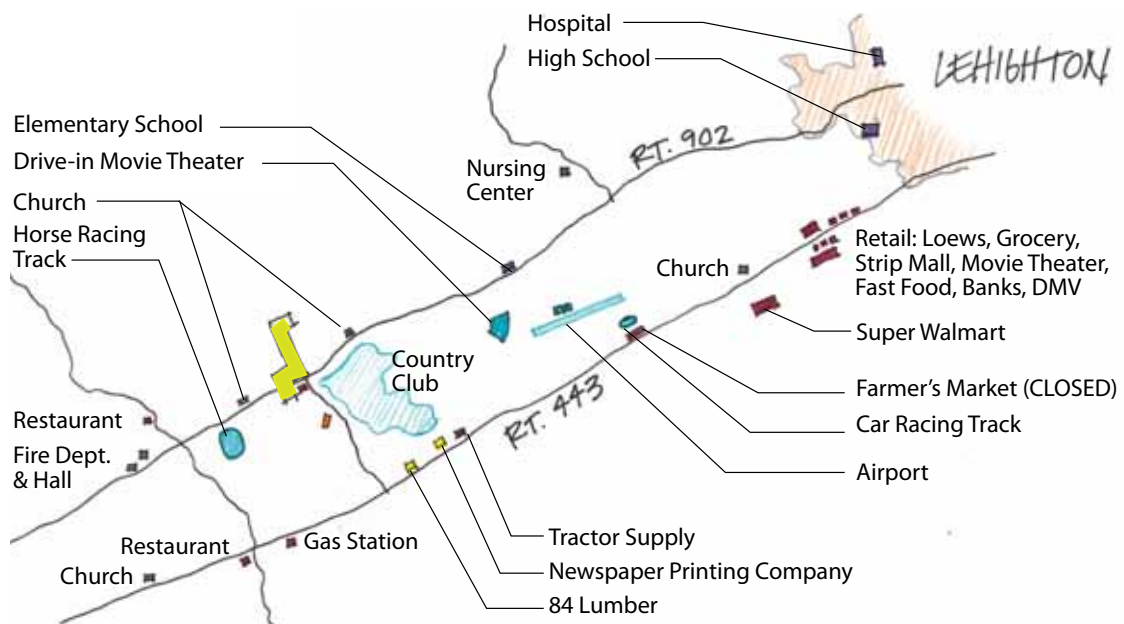 Hospital
High School
LEHIGHTON
Elementary School
Drive-in Movie Theater
RT. 902
Nursing
Center
Church
Horse Racing
Track
Church
Retail: Loews, Grocery,
Strip Mall, Movie Theater,
Fast Food, Banks, DMV
Super Walmart
Country
Club
RT. 443
Farmer's Market (CLOSED)
Car Racing Track
Restaurant
Fire Dept.
& Hall
Airport
Tractor Supply
Restaurant
Gas Station
Newspaper Printing Company
Church
84 Lumber